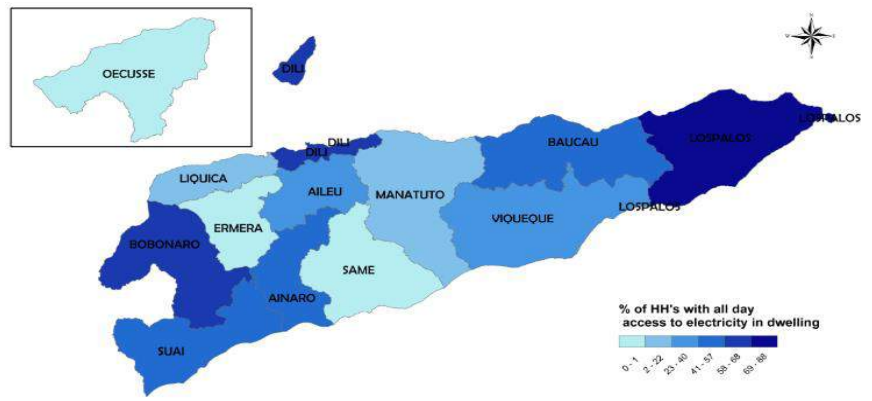 OECUSSE
DILI
LOSPALOS
LOSPALOS
DILI
BAUCAU
DILI
LIQUICA
AILEU
MANATUTO
LOSPALOS
VIQUEQUE
ERMERA
BOBONARO
SAME
AINARO
SUAI
% of HH's with all day
access to electricity in dwelling
0 - 1
2 - 22
23 - 40
41 - 57
58 - 68
69 - 88